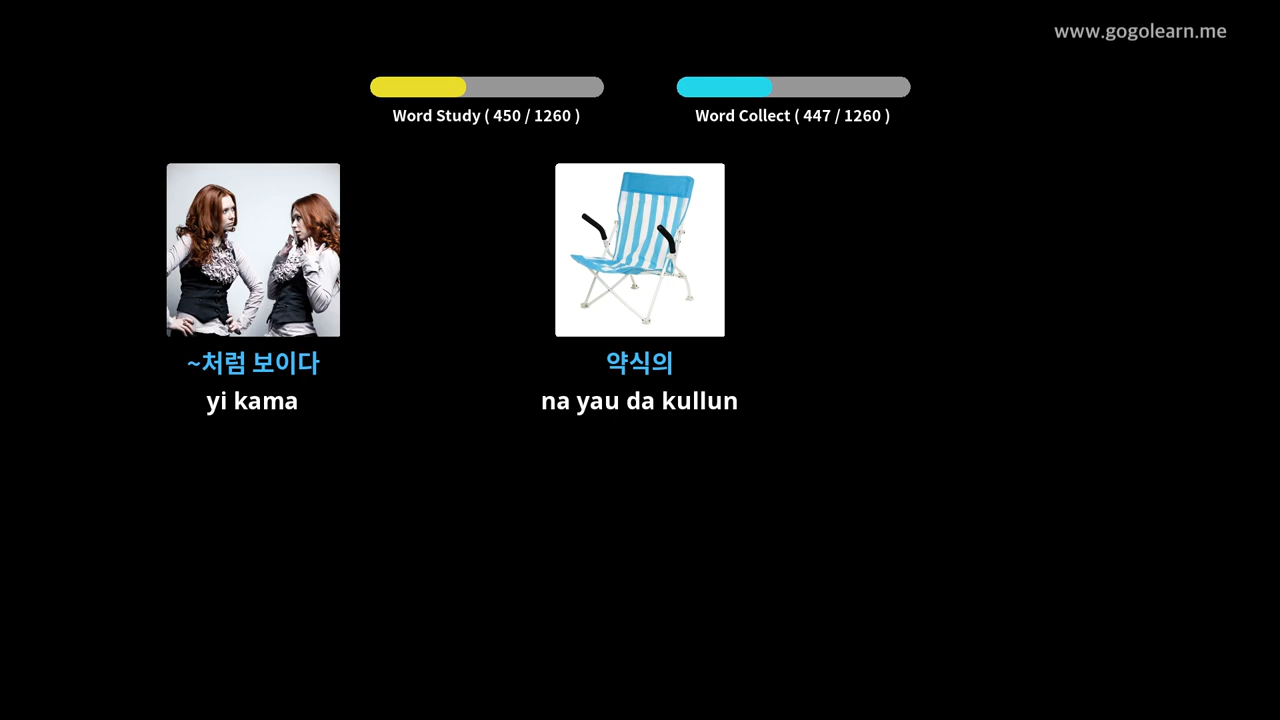 www.gogolearn.me
Word Study ( 450 / 1260 )
Word Collect ( 447 / 1260 )
~처럼 보이다
yi kama
약식의
na yau da kullun